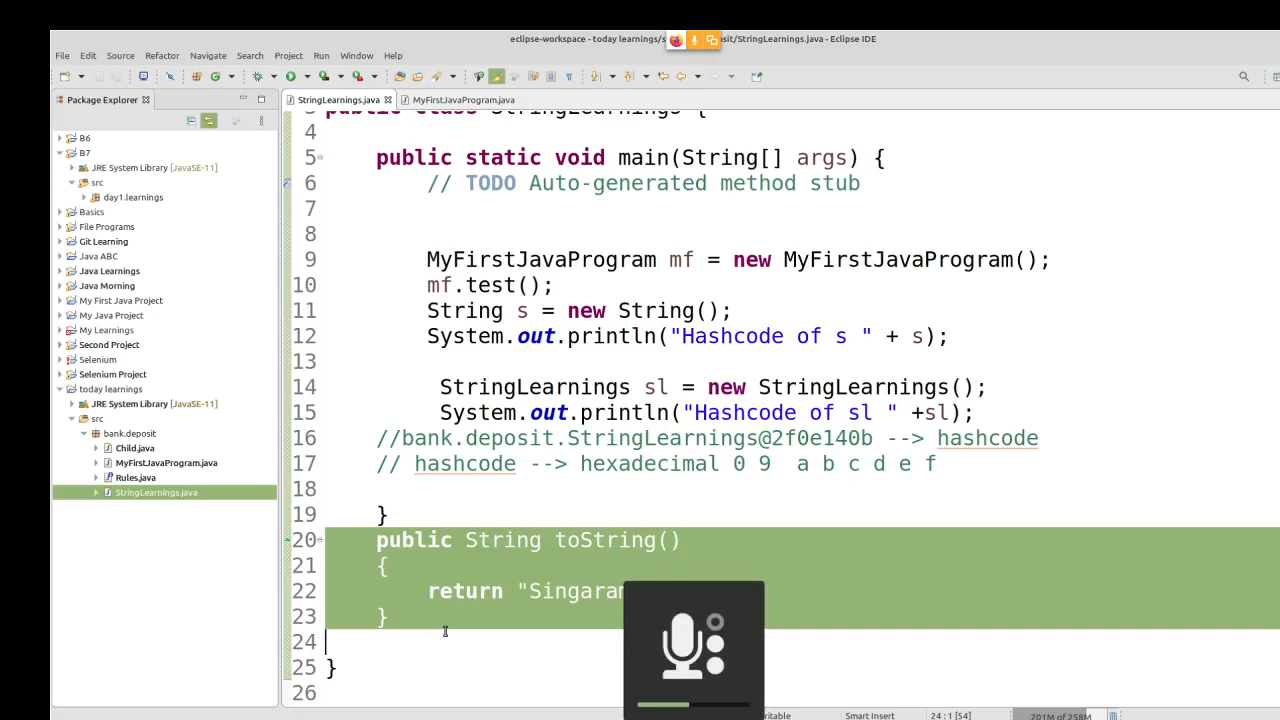 eclipse-workspace - today learnings/s
osit/StringLearnings.java - Eclipse IDE
File Edit Source Refactor Navigate Search Project Run Window Help
Package Explorer
StringLearnings.java
MyFirstJavaProgram.java
B6
B7
JRE System Library [JavaSE-11]
src
day1.learnings
Basics
File Programs
Git Learning
Java ABC
Java Learnings
Java Morning
My First Java Project
My Java Project
My Learnings
Second Project
Selenium
Selenium Project
today learnings
JRE System Library [JavaSE-11]
src
bank.deposit
Child.java
MyFirstJavaProgram.java
Rules.java
StringLearnings.java
public class StringLearnings {
4
5 public static void main(String[] args) {
6 // TODO Auto-generated method stub
7
8
9 MyFirstJavaProgram mf = new MyFirstJavaProgram();
10 mf.test();
11 String s = new String();
12 System.out.println("Hashcode of s " + s);
13
14 StringLearnings sl = new StringLearnings();
15 System.out.println("Hashcode of sl " +sl);
16 //bank.deposit.StringLearnings@2f0e140b --> hashcode
17 // hashcode --> hexadecimal 0 9 a b c d e f
18
19 }
20 public String toString()
21 {
22 return "Singaram
23 }
24
25 }
26
ritable Smart Insert 24 : 1 [54] 201M of 258M